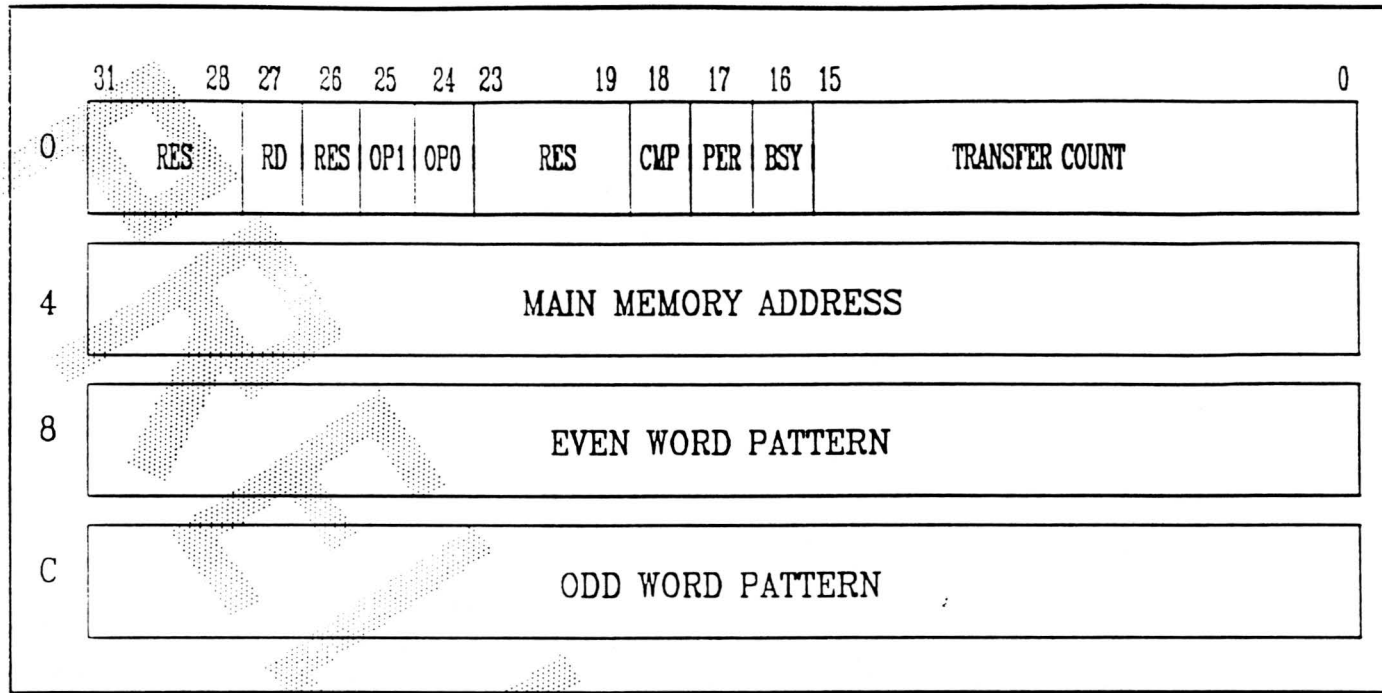 31 28 27 26 25 24 23 19 18 17 16 15 0
0 RES RD RES OP1 OP0 RES CMP PER BSY TRANSFER COUNT
4 MAIN MEMORY ADDRESS
8 EVEN WORD PATTERN
C ODD WORD PATTERN